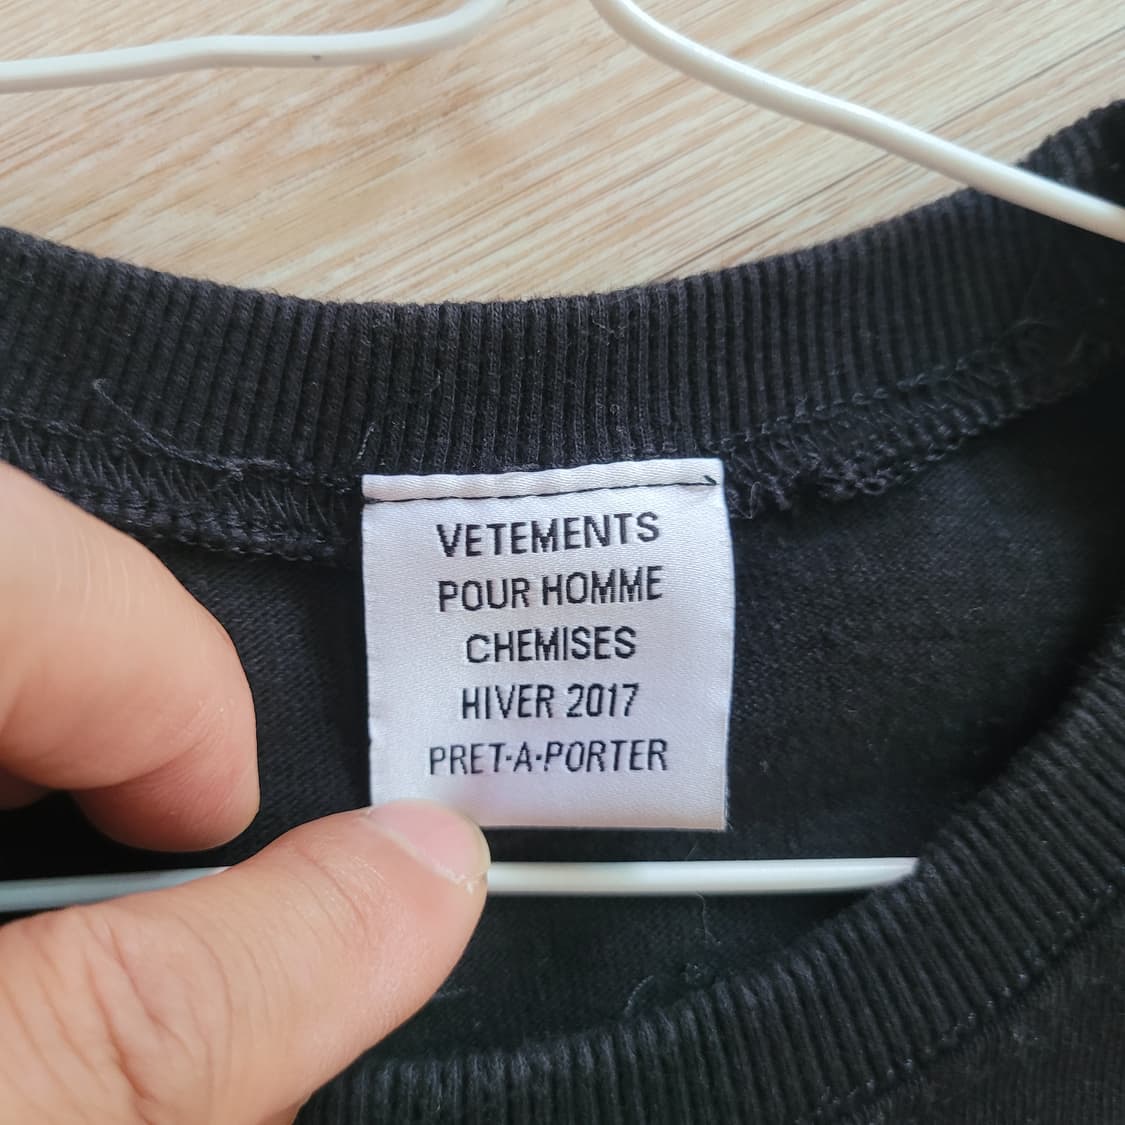 VETEMENTS
POUR HOMME
CHEMISES
HIVER 2017
PRET-A-PORTER